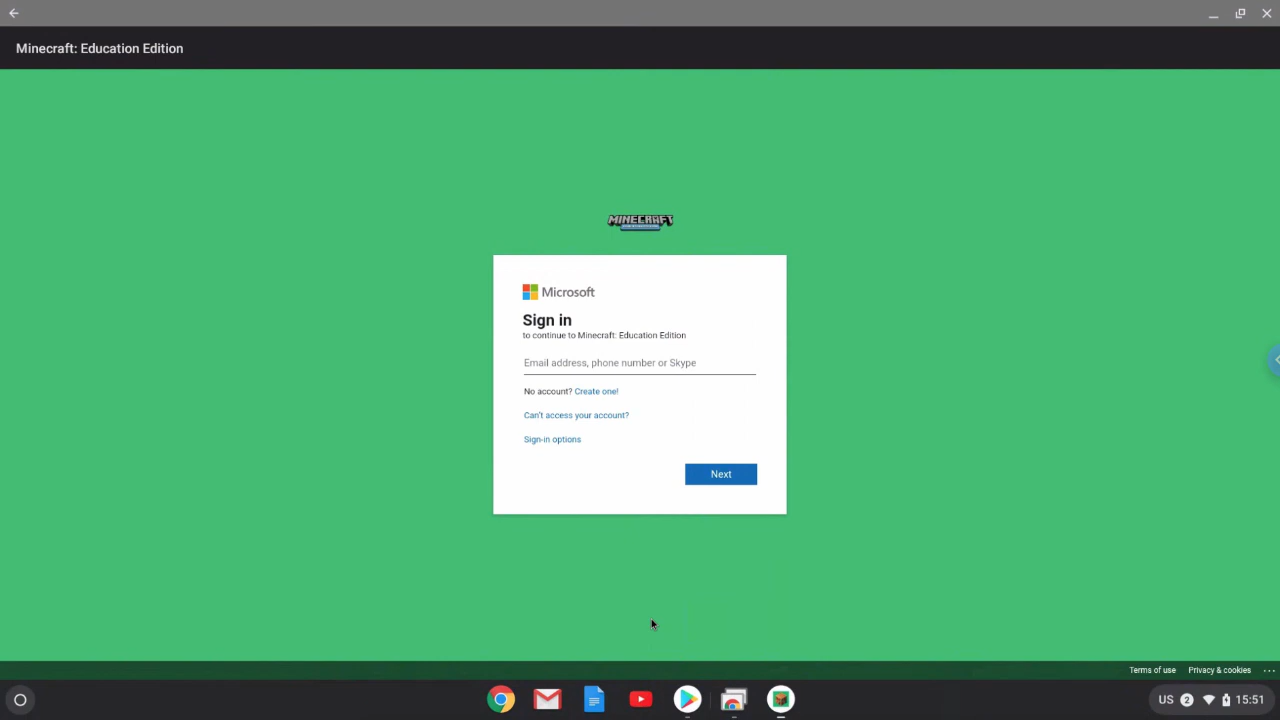 Minecraft: Education Edition
MINECRAFT
Microsoft
Sign in
to continue to Minecraft: Education Edition
Email address, phone number or Skype
No account? Create one!
Can't access your account?
Sign-in options
Next
Terms of use Privacy & cookies ...
US 2 15:51